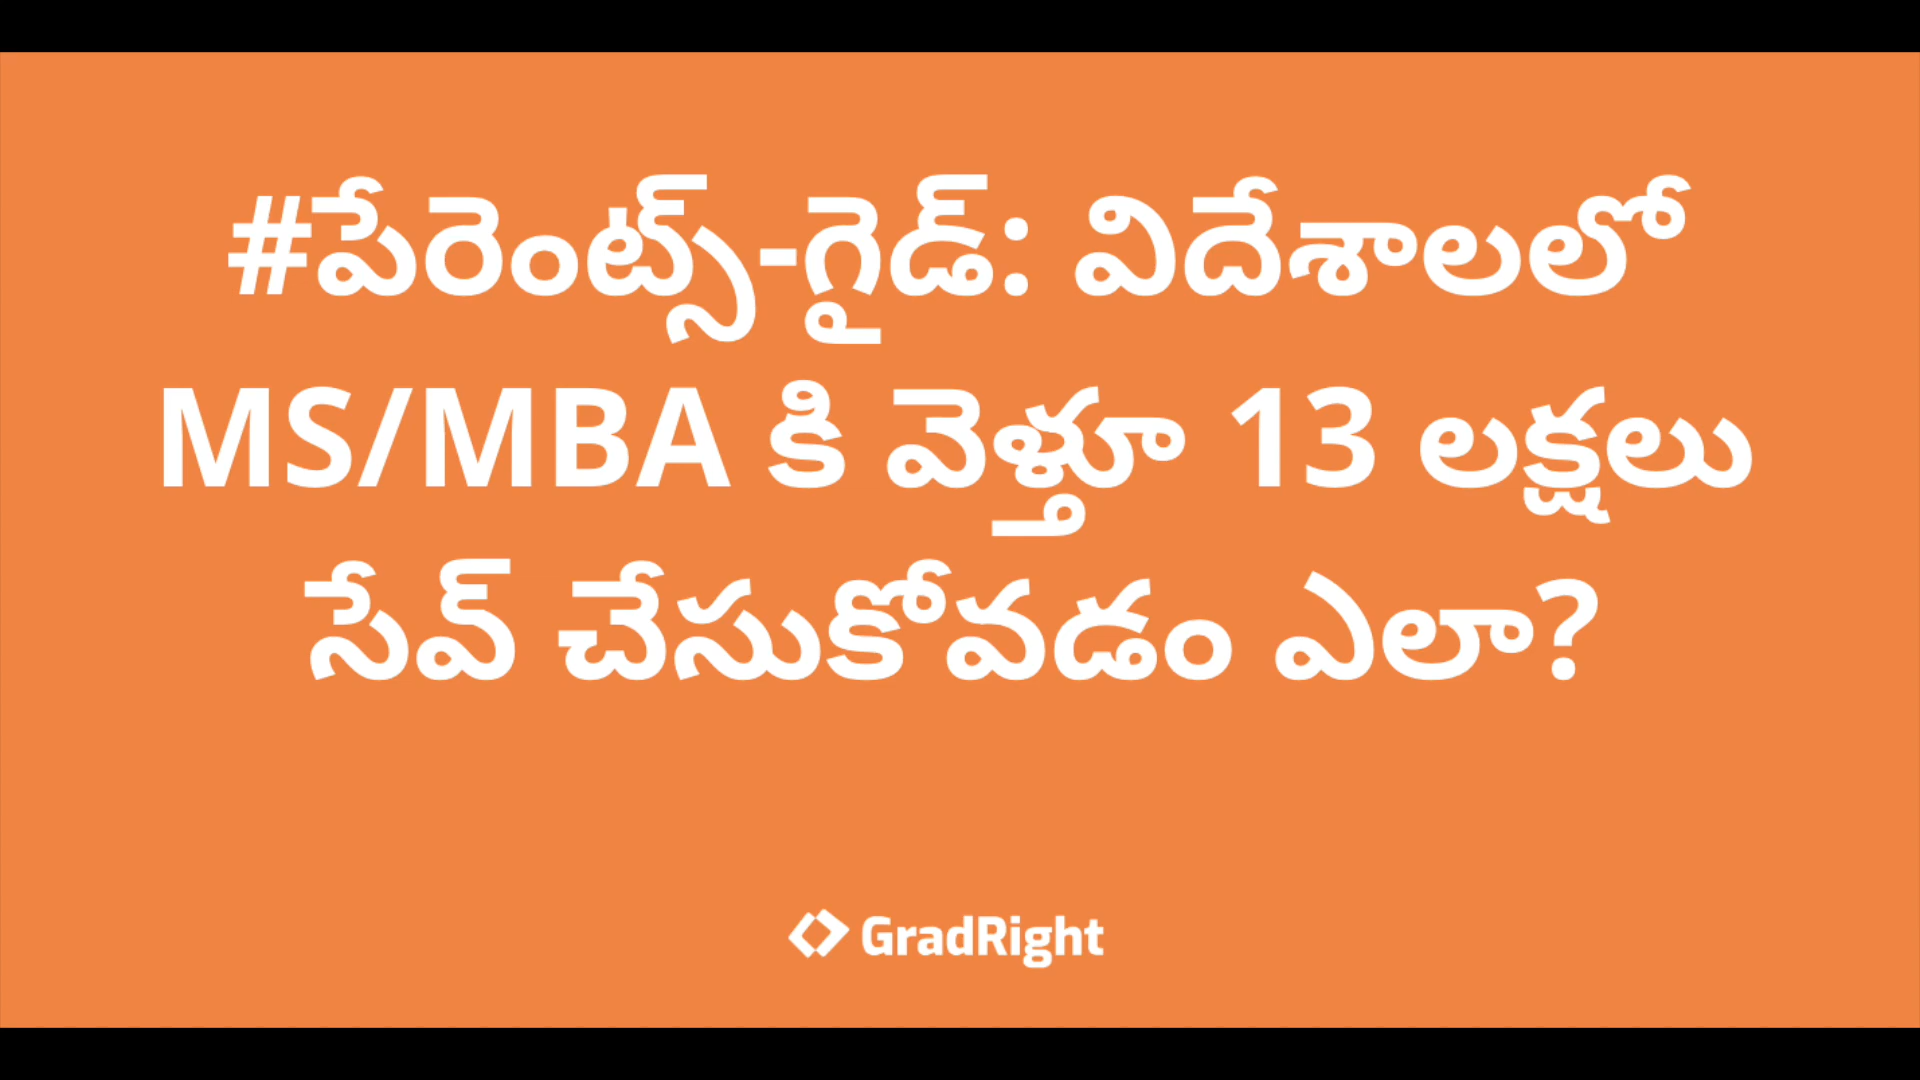 #పేరెంట్స్-గైడ్: విదేశాలలో
MS/MBA కి వెళ్తూ 13 లక్షలు
సేవ్ చేసుకోవడం ఎలా?
GradRight